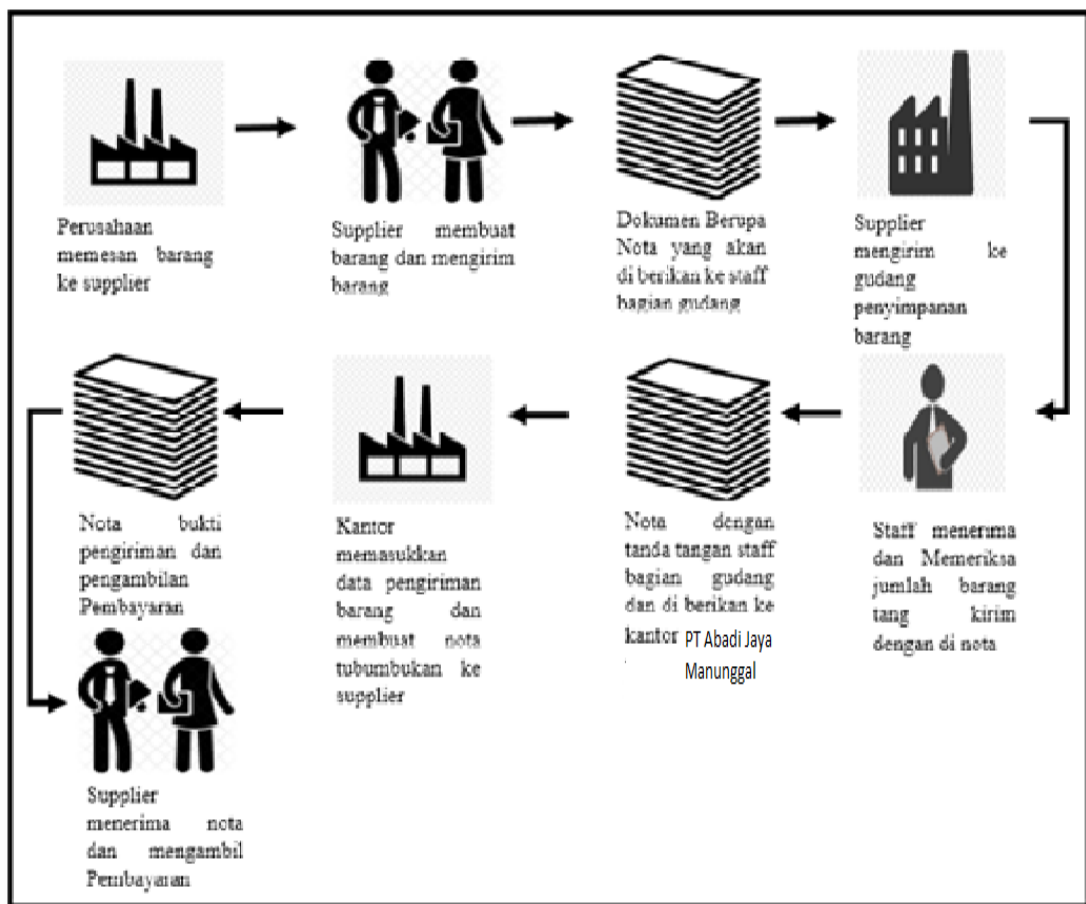 Perusahaan
memesan barang
ke supplier
Supplier membuat
barang dan mengirim
barang
Dokumen Berupa
Nota yang akan
di berikan ke staff
bagian gudang
Supplier
mengirim ke
gudang
penyimpanan
barang
Staff menerima
dan Memeriksa
jumlah barang
tang kirim
dengan di nota
Nota dengan
tanda tangan staff
bagian gudang
dan di berikan ke
kantor PT Abadi Jaya
Manunggal
Kantor
memasukkan
data pengiriman
barang dan
membuat nota
tubumbukan ke
supplier
Nota bukti
pengiriman dan
pengambilan
Pembayaran
Supplier
menerima nota
dan mengambil
Pembayaran